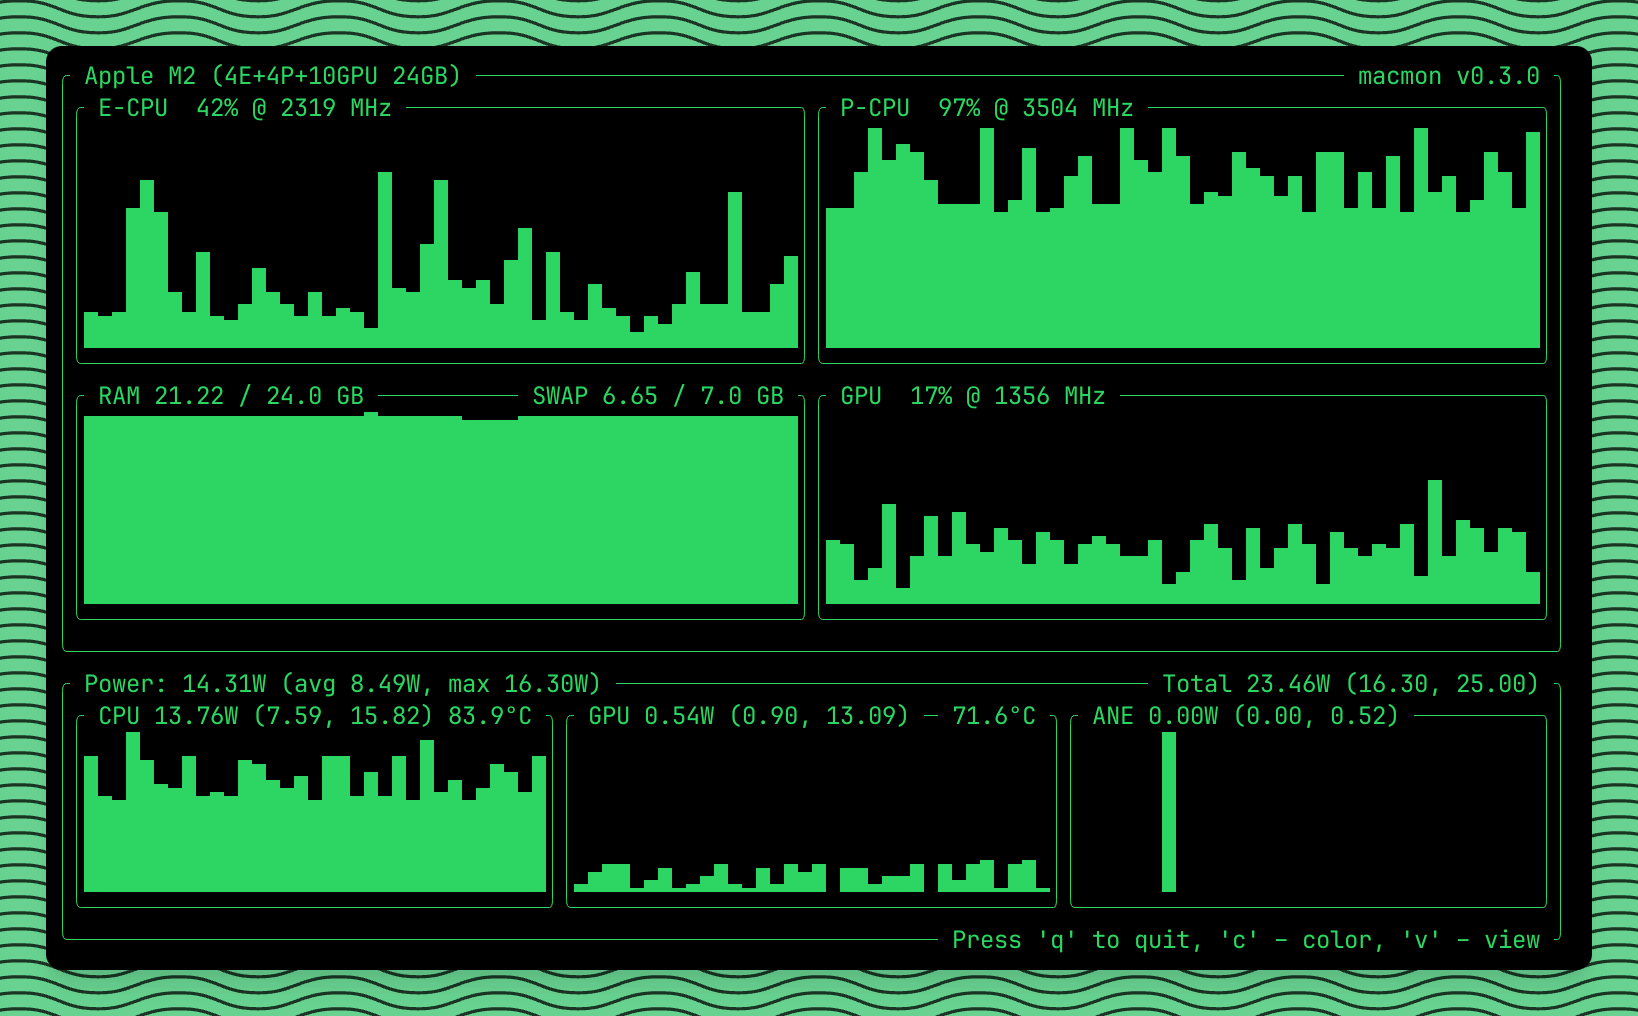 Apple M2 (4E+4P+10GPU 24GB) macmon v0.3.0
E-CPU 42% @ 2319 MHz P-CPU 97% @ 3504 MHz
RAM 21.22 / 24.0 GB SWAP 6.65 / 7.0 GB GPU 17% @ 1356 MHz
Power: 14.31W (avg 8.49W, max 16.30W) Total 23.46W (16.30, 25.00)
CPU 13.76W (7.59, 15.82) 83.9°C GPU 0.54W (0.90, 13.09) 71.6°C ANE 0.00W (0.00, 0.52)
Press 'q' to quit, 'c' – color, 'v' – view